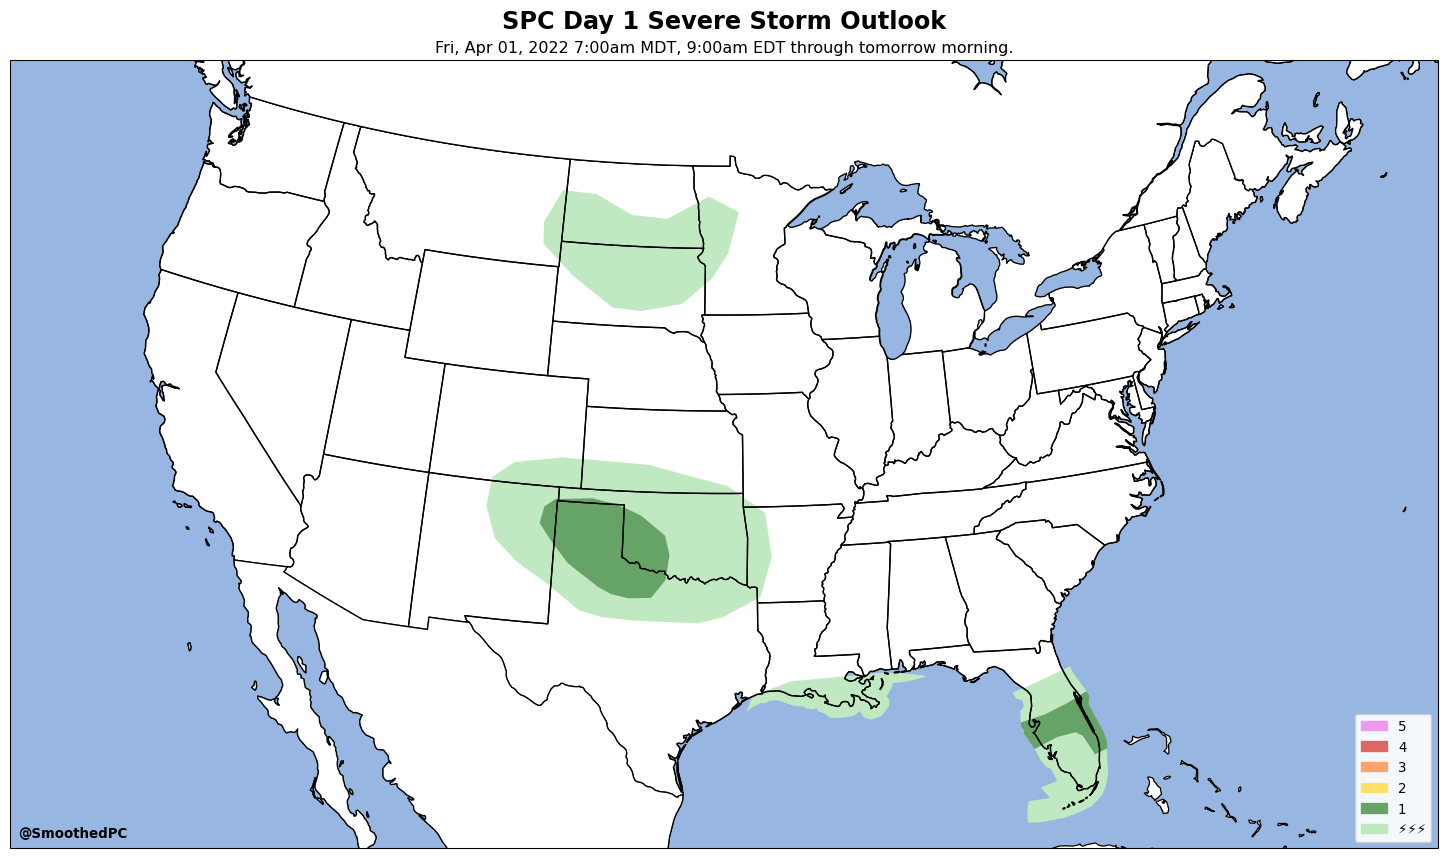 SPC Day 1 Severe Storm Outlook
Fri, Apr 01, 2022 7:00am MDT, 9:00am EDT through tomorrow morning.
5
4
3
2
1
⚡⚡⚡
@SmoothedPC